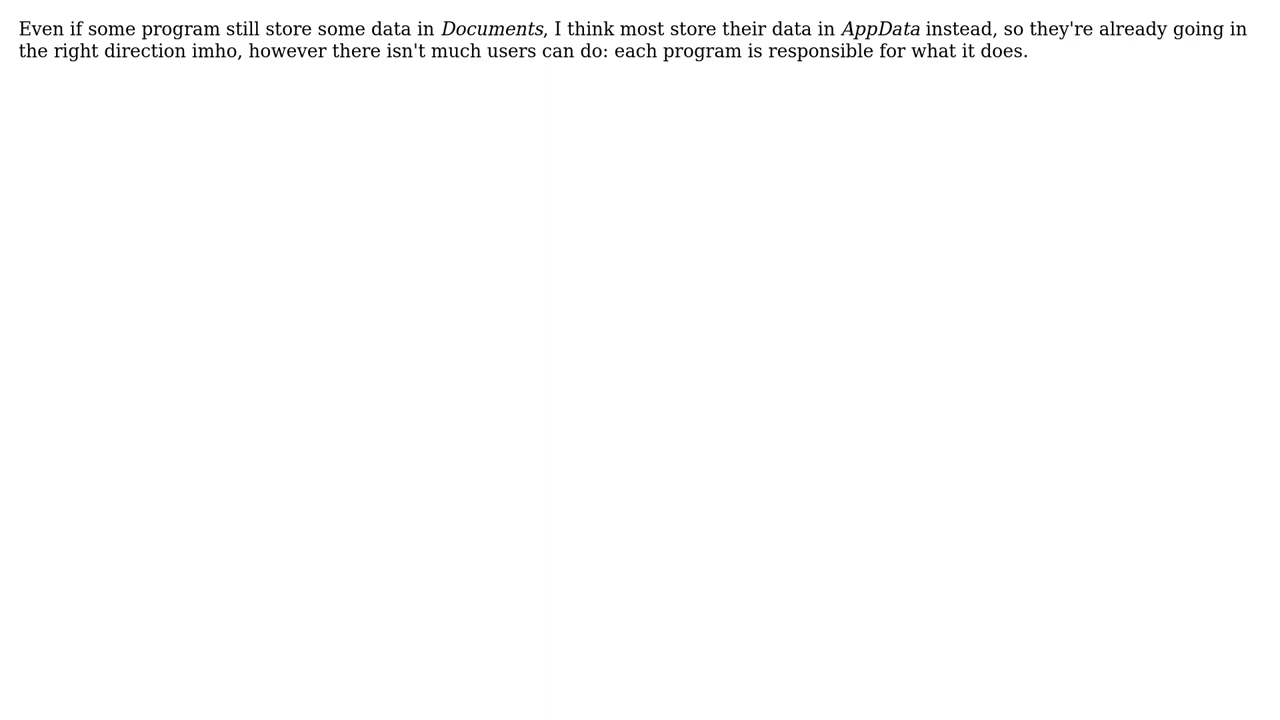 Even if some program still store some data in Documents, I think most store their data in AppData instead, so they're already going in
the right direction imho, however there isn't much users can do: each program is responsible for what it does.